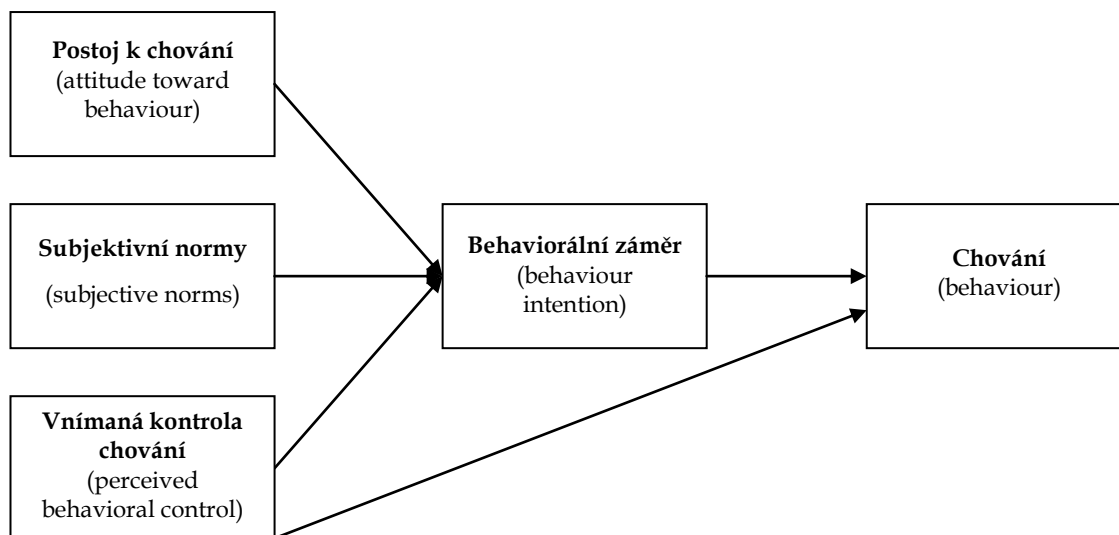 Postoj k chování
(attitude toward
behaviour)
Subjektivní normy
(subjective norms)
Vnímaná kontrola
chování
(perceived
behavioral control)
Behaviorální záměr
(behaviour
intention)
Chování
(behaviour)